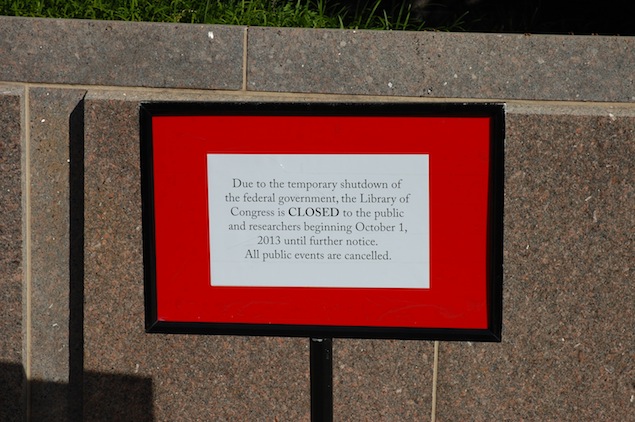 Due to the temporary shutdown of
the federal government, the Library of
Congress is CLOSED to the public
and researchers beginning October 1,
2013 until further notice.
All public events are cancelled.